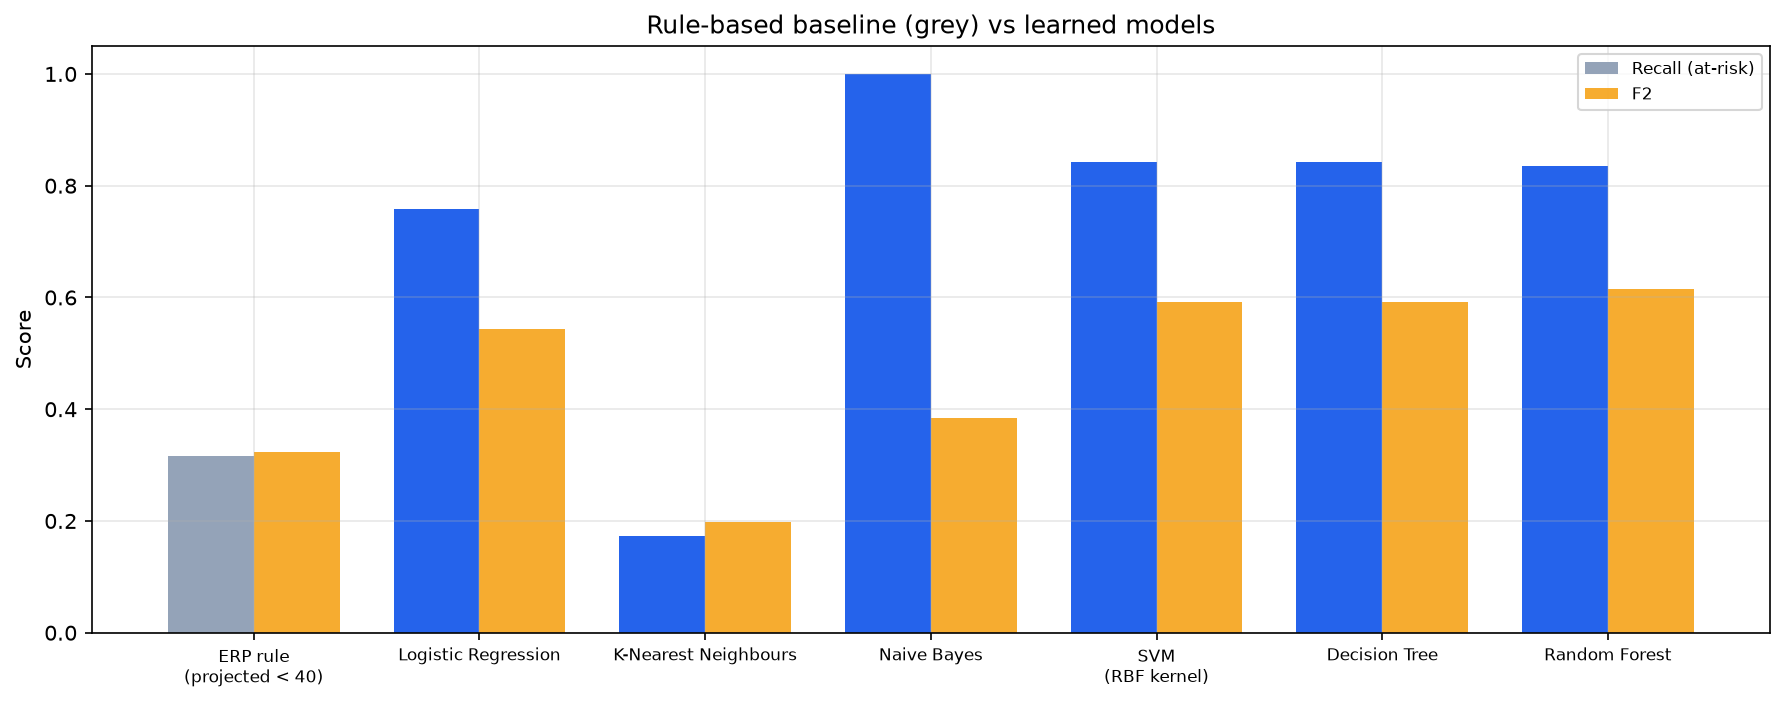 Rule-based baseline (grey) vs learned models
Recall (at-risk)
F2
Score
1.0
0.8
0.6
0.4
0.2
0.0
ERP rule
(projected < 40)
Logistic Regression
K-Nearest Neighbours
Naive Bayes
SVM
(RBF kernel)
Decision Tree
Random Forest